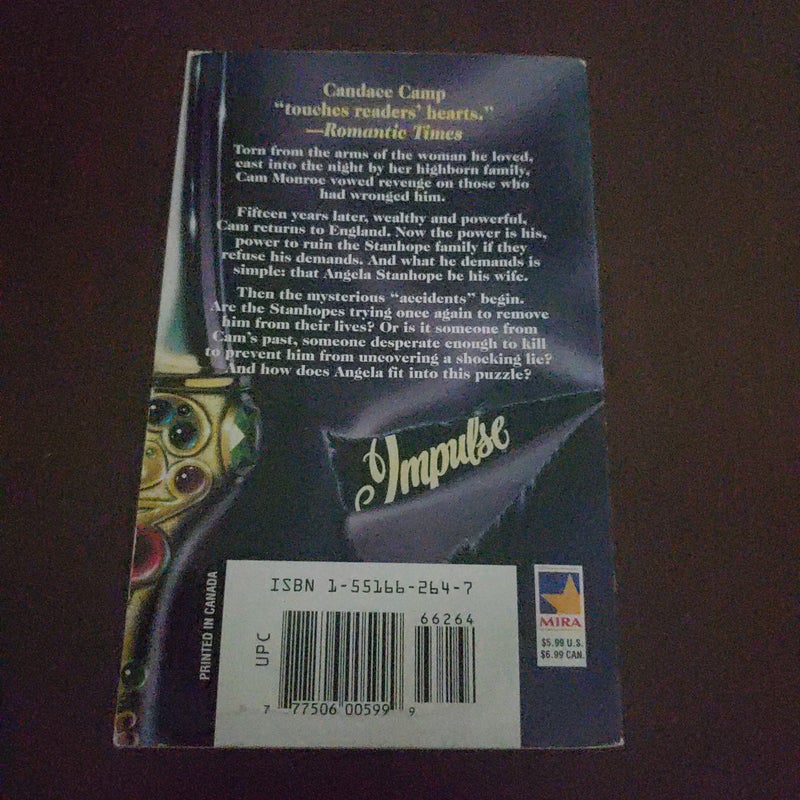 Candace Camp
"touches readers' hearts."
—Romantic Times
Torn from the arms of the woman he loved,
cast into the night by her highborn family,
Cam Monroe vowed revenge on those who
had wronged him.
Fifteen years later, wealthy and powerful,
Cam returns to England. Now the power is his,
power to ruin the Stanhope family if they
refuse his demands. And what he demands is
simple: that Angela Stanhope be his wife.
Then the mysterious "accidents" begin.
Are the Stanhopes trying once again to remove
him from their lives? Or is it someone from
Cam's past, someone desperate enough to kill
to prevent him from uncovering a shocking lie?
And how does Angela fit into this puzzle?
Impulse
PRINTED IN CANADA
ISBN 1-55166-264-7
66264
UPC
7 77506 00599 9
MIRA
$5.99 U.S.
$6.99 CAN.